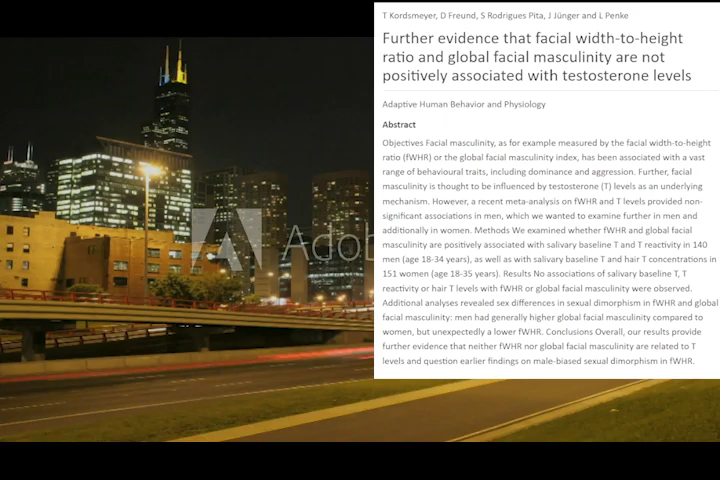 T Kordsmeyer, D Freund, S Rodrigues Pita, J Jünger and L Penke
Further evidence that facial width-to-height
ratio and global facial masculinity are not
positively associated with testosterone levels
Adaptive Human Behavior and Physiology
Abstract
Objectives Facial masculinity, as for example measured by the facial width-to-height
ratio (fWHR) or the global facial masculinity index, has been associated with a vast
range of behavioural traits, including dominance and aggression. Further, facial
masculinity is thought to be influenced by testosterone (T) levels as an underlying
mechanism. However, a recent meta-analysis on fWHR and T levels provided non-
significant associations in men, which we wanted to examine further in men and
additionally in women. Methods We examined whether fWHR and global facial
masculinity are positively associated with salivary baseline T and T reactivity in 140
men (age 18-34 years), as well as with salivary baseline T and hair T concentrations in
151 women (age 18-35 years). Results No associations of salivary baseline T, T
reactivity or hair T levels with fWHR or global facial masculinity were observed.
Additional analyses revealed sex differences in sexual dimorphism in fWHR and global
facial masculinity: men had generally higher global facial masculinity compared to
women, but unexpectedly a lower fWHR. Conclusions Overall, our results provide
further evidence that neither fWHR nor global facial masculinity are related to T
levels and question earlier findings on male-biased sexual dimorphism in fWHR.
Adob